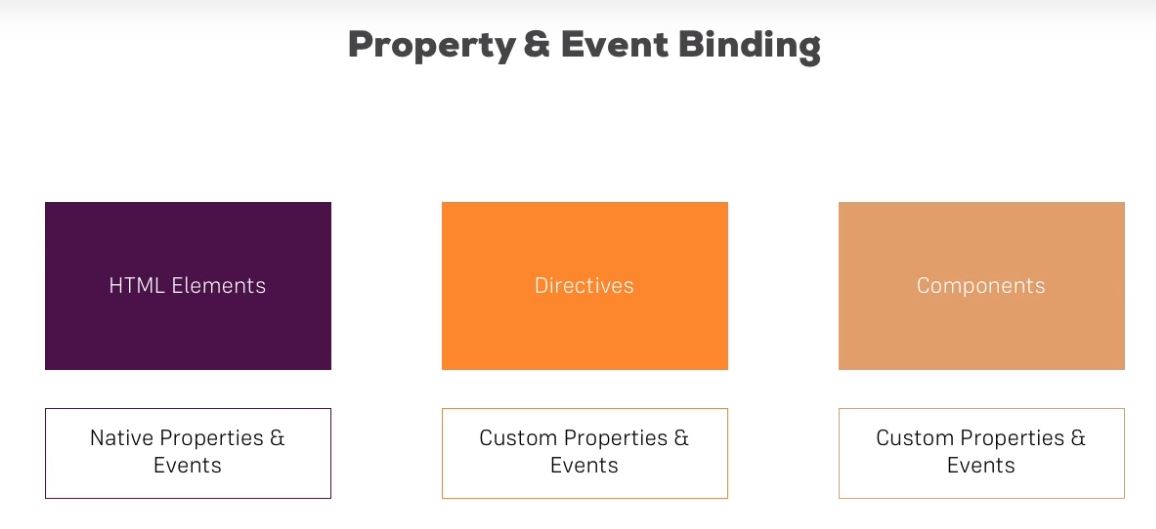 Property & Event Binding
HTML Elements
Directives
Components
Native Properties &
Events
Custom Properties &
Events
Custom Properties &
Events